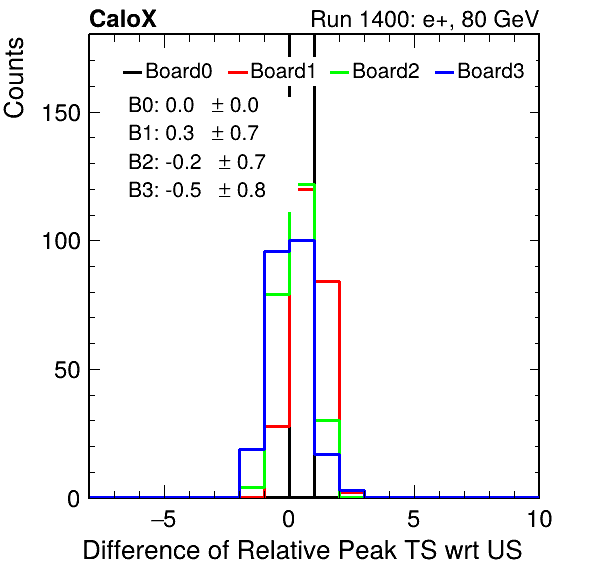 CaloX Run 1400: e+, 80 GeV
Counts
Board0 Board1 Board2 Board3
B0: 0.0 ± 0.0
B1: 0.3 ± 0.7
B2: -0.2 ± 0.7
B3: -0.5 ± 0.8
150
100
50
0
−5 0 5 10
Difference of Relative Peak TS wrt US